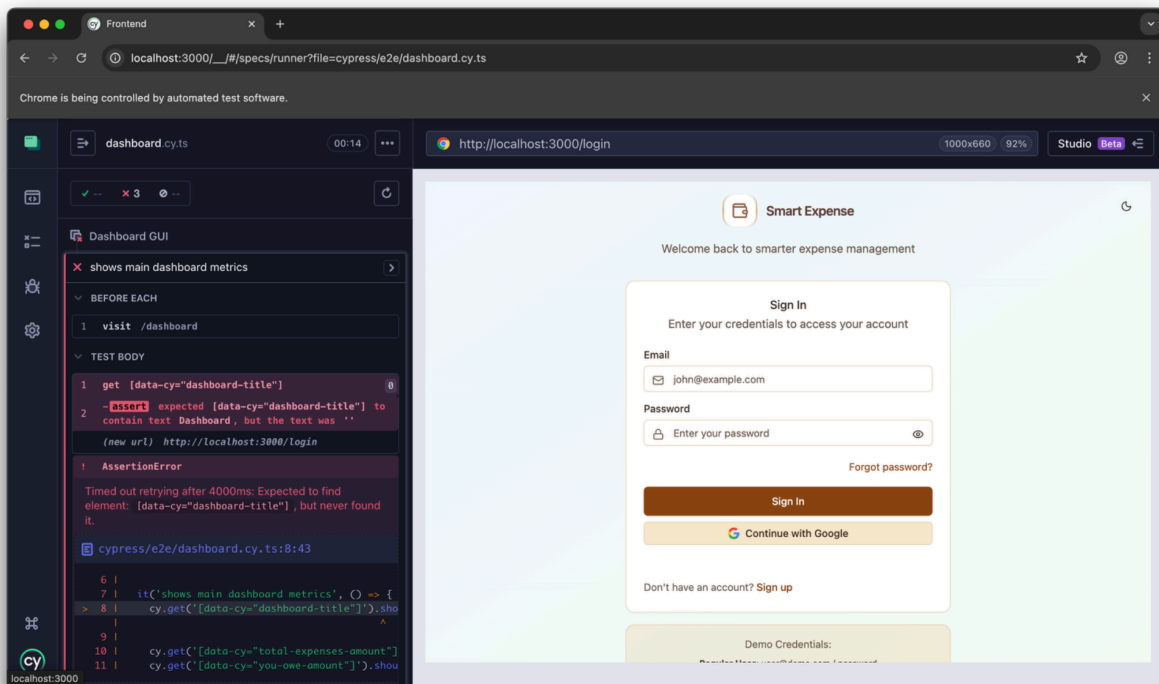 Frontend
localhost:3000/__/#/specs/runner?file=cypress/e2e/dashboard.cy.ts
Chrome is being controlled by automated test software.
dashboard.cy.ts
00:14
--
3
--
Dashboard GUI
shows main dashboard metrics
BEFORE EACH
1 visit /dashboard
TEST BODY
1 get [data-cy="dashboard-title"] 0
2 -assert expected [data-cy="dashboard-title"] to
contain text Dashboard, but the text was ''
(new url) http://localhost:3000/login
! AssertionError
Timed out retrying after 4000ms: Expected to find
element: [data-cy="dashboard-title"], but never found
it.
cypress/e2e/dashboard.cy.ts:8:43
6 |
7 | it('shows main dashboard metrics', () => {
> 8 | cy.get('[data-cy="dashboard-title"]').sho
| ^
9 |
10 | cy.get('[data-cy="total-expenses-amount"]
11 | cy.get('[data-cy="you-owe-amount"]').shou
cy
localhost:3000
http://localhost:3000/login
1000x660
92%
Studio Beta
Smart Expense
Welcome back to smarter expense management
Sign In
Enter your credentials to access your account
Email
john@example.com
Password
Enter your password
Forgot password?
Sign In
Continue with Google
Don't have an account? Sign up
Demo Credentials: